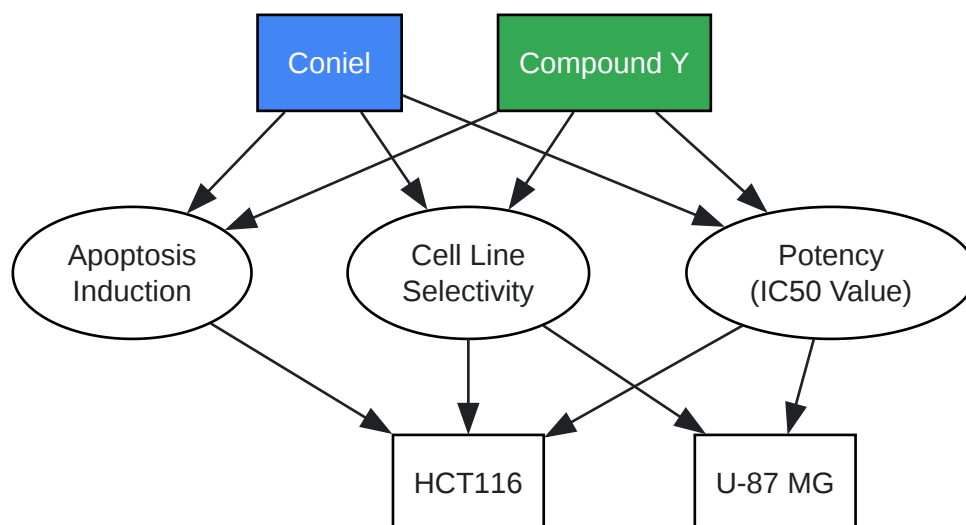 Coniel
Compound Y
Apoptosis
Induction
Cell Line
Selectivity
Potency
(IC50 Value)
HCT116
U-87 MG